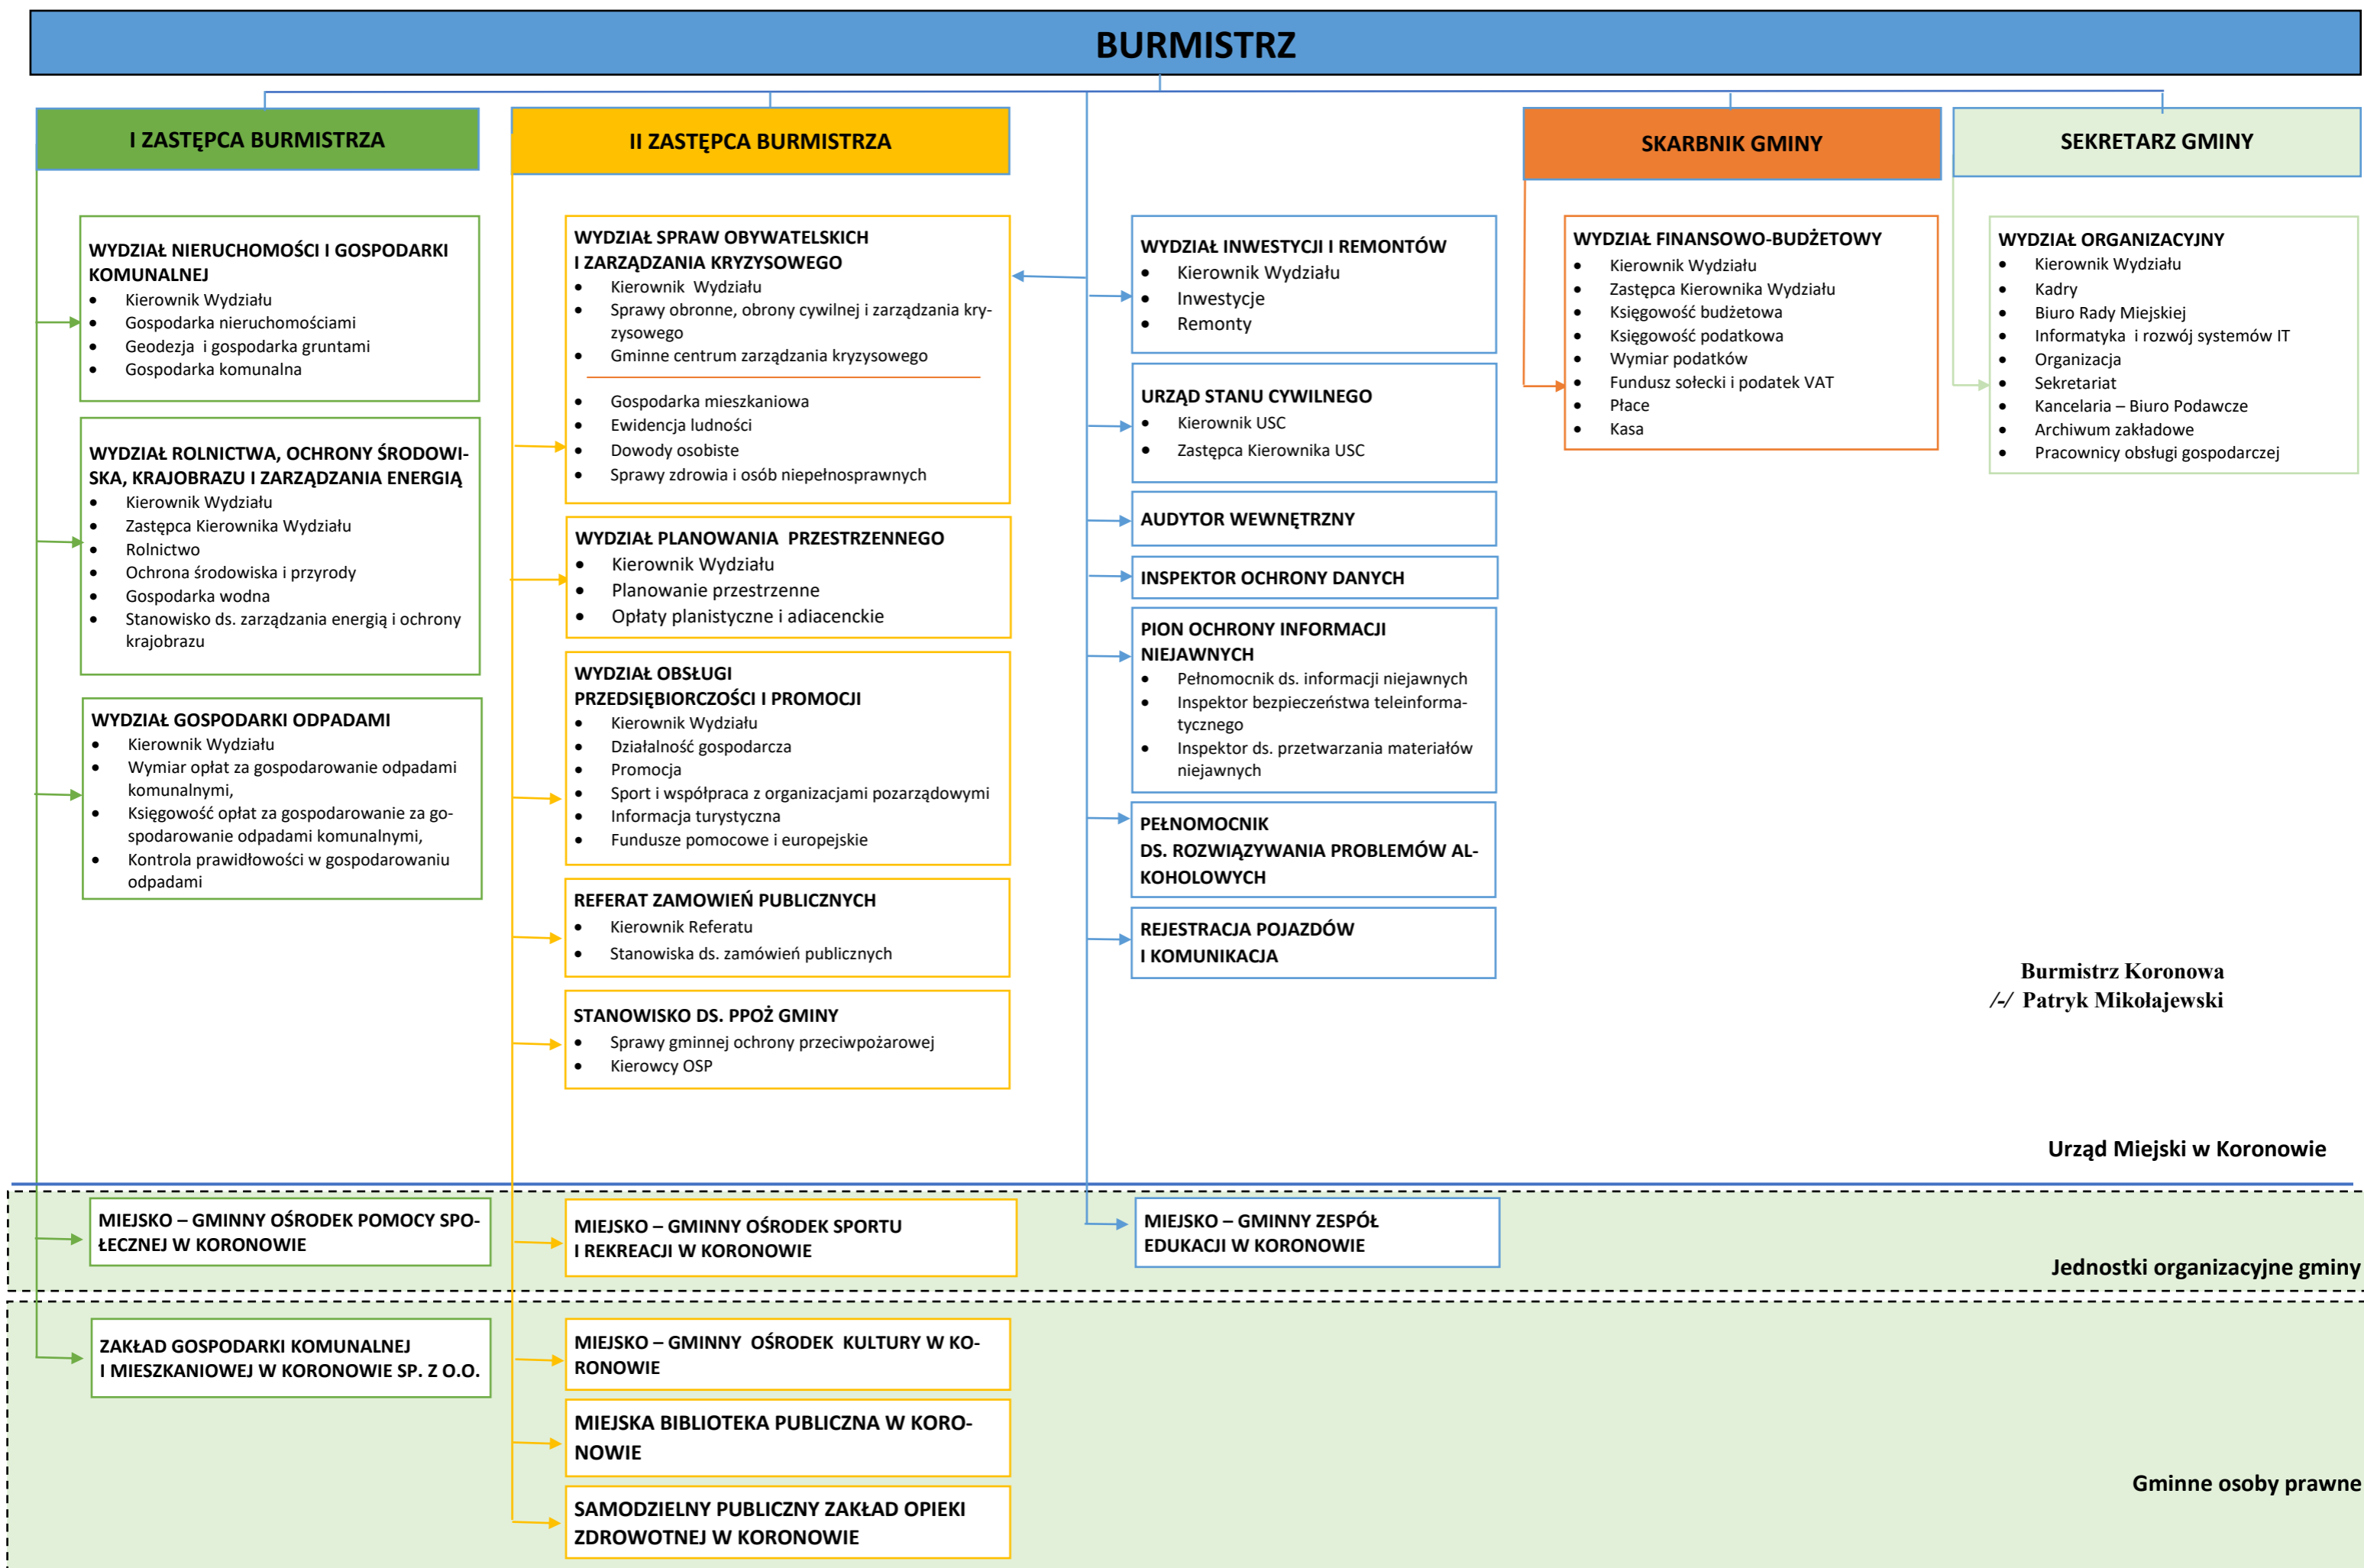 BURMISTRZ
I ZASTĘPCA BURMISTRZA
II ZASTĘPCA BURMISTRZA
SKARBNIK GMINY
SEKRETARZ GMINY
WYDZIAŁ NIERUCHOMOŚCI I GOSPODARKI
KOMUNALNEJ
• Kierownik Wydziału
• Gospodarka nieruchomościami
• Geodezja i gospodarka gruntami
• Gospodarka komunalna
WYDZIAŁ ROLNICTWA, OCHRONY ŚRODOWI-
SKA, KRAJOBRAZU I ZARZĄDZANIA ENERGIĄ
• Kierownik Wydziału
• Zastępca Kierownika Wydziału
• Rolnictwo
• Ochrona środowiska i przyrody
• Gospodarka wodna
• Stanowisko ds. zarządzania energią i ochrony
krajobrazu
WYDZIAŁ GOSPODARKI ODPADAMI
• Kierownik Wydziału
• Wymiar opłat za gospodarowanie odpadami
komunalnymi,
• Księgowość opłat za gospodarowanie za go-
spodarowanie odpadami komunalnymi,
• Kontrola prawidłowości w gospodarowaniu
odpadami
WYDZIAŁ SPRAW OBYWATELSKICH
I ZARZĄDZANIA KRYZYSOWEGO
• Kierownik Wydziału
• Sprawy obronne, obrony cywilnej i zarządzania kry-
zysowego
• Gminne centrum zarządzania kryzysowego
• Gospodarka mieszkaniowa
• Ewidencja ludności
• Dowody osobiste
• Sprawy zdrowia i osób niepełnosprawnych
WYDZIAŁ PLANOWANIA PRZESTRZENNEGO
• Kierownik Wydziału
• Planowanie przestrzenne
• Opłaty planistyczne i adiacenckie
WYDZIAŁ OBSŁUGI
PRZEDSIĘBIORCZOŚCI I PROMOCJI
• Kierownik Wydziału
• Działalność gospodarcza
• Promocja
• Sport i współpraca z organizacjami pozarządowymi
• Informacja turystyczna
• Fundusze pomocowe i europejskie
REFERAT ZAMOWIEŃ PUBLICZNYCH
• Kierownik Referatu
• Stanowiska ds. zamówień publicznych
STANOWISKO DS. PPOŻ GMINY
• Sprawy gminnej ochrony przeciwpożarowej
• Kierowcy OSP
WYDZIAŁ INWESTYCJI I REMONTÓW
• Kierownik Wydziału
• Inwestycje
• Remonty
URZĄD STANU CYWILNEGO
• Kierownik USC
• Zastępca Kierownika USC
AUDYTOR WEWNĘTRZNY
INSPEKTOR OCHRONY DANYCH
PION OCHRONY INFORMACJI
NIEJAWNYCH
• Pełnomocnik ds. informacji niejawnych
• Inspektor bezpieczeństwa teleinforma-
tycznego
• Inspektor ds. przetwarzania materiałów
niejawnych
PEŁNOMOCNIK
DS. ROZWIĄZYWANIA PROBLEMÓW AL-
KOHOLOWYCH
REJESTRACJA POJAZDÓW
I KOMUNIKACJA
WYDZIAŁ FINANSOWO-BUDŻETOWY
• Kierownik Wydziału
• Zastępca Kierownika Wydziału
• Księgowość budżetowa
• Księgowość podatkowa
• Wymiar podatków
• Fundusz sołecki i podatek VAT
• Płace
• Kasa
WYDZIAŁ ORGANIZACYJNY
• Kierownik Wydziału
• Kadry
• Biuro Rady Miejskiej
• Informatyka i rozwój systemów IT
• Organizacja
• Sekretariat
• Kancelaria – Biuro Podawcze
• Archiwum zakładowe
• Pracownicy obsługi gospodarczej
Burmistrz Koronowa
/-/ Patryk Mikołajewski
Urząd Miejski w Koronowie
MIEJSKO – GMINNY OŚRODEK POMOCY SPO-
ŁECZNEJ W KORONOWIE
MIEJSKO – GMINNY OŚRODEK SPORTU
I REKREACJI W KORONOWIE
MIEJSKO – GMINNY ZESPÓŁ
EDUKACJI W KORONOWIE
Jednostki organizacyjne gminy
ZAKŁAD GOSPODARKI KOMUNALNEJ
I MIESZKANIOWEJ W KORONOWIE SP. Z O.O.
MIEJSKO – GMINNY OŚRODEK KULTURY W KO-
RONOWIE
MIEJSKA BIBLIOTEKA PUBLICZNA W KORO-
NOWIE
SAMODZIELNY PUBLICZNY ZAKŁAD OPIEKI
ZDROWOTNEJ W KORONOWIE
Gminne osoby prawne